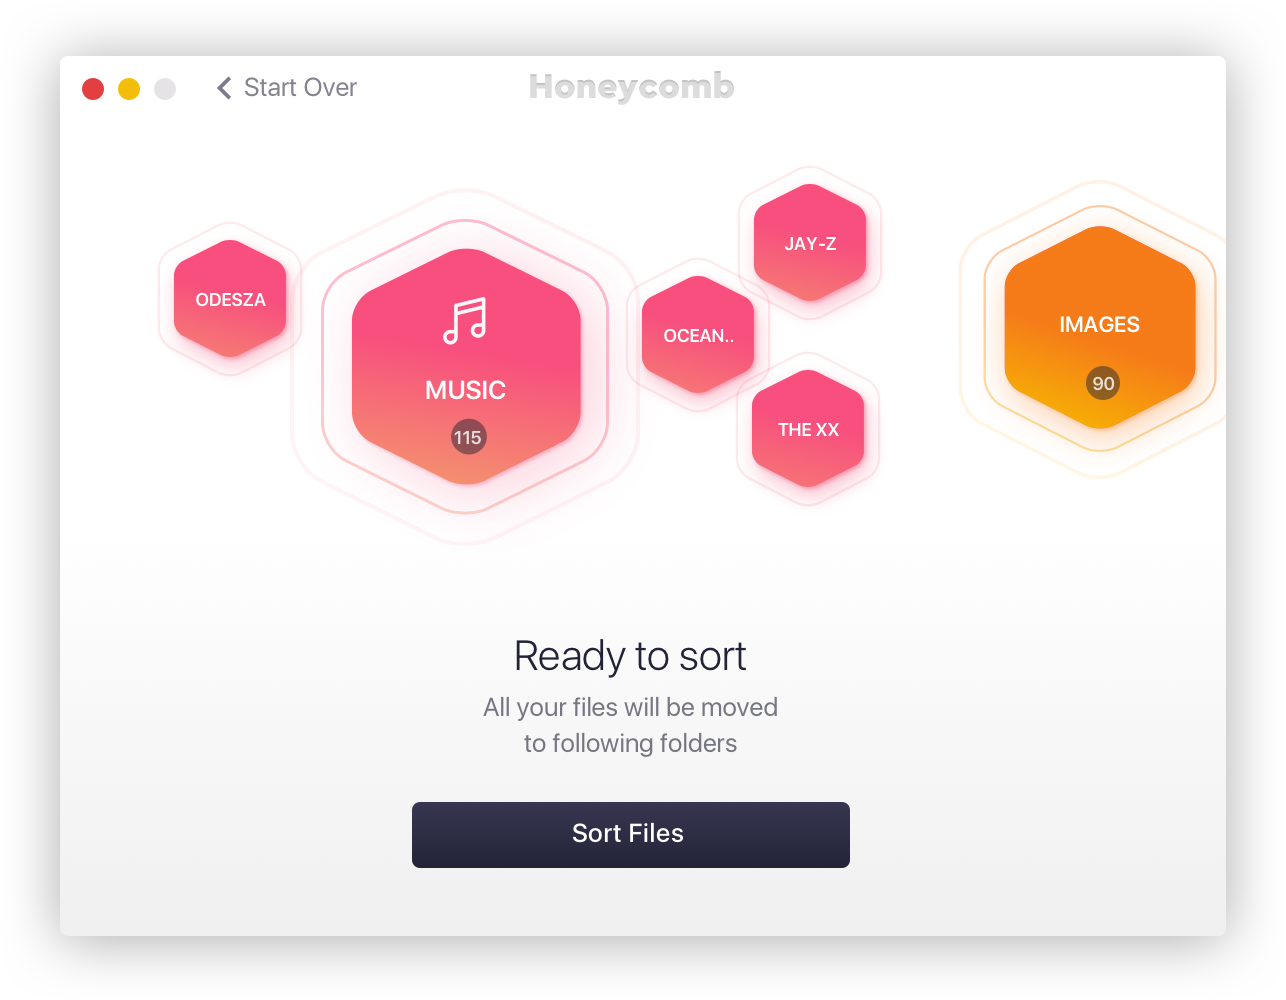 Start Over
Honeycomb
ODESZA
MUSIC
115
OCEAN..
JAY-Z
THE XX
IMAGES
90
Ready to sort
All your files will be moved
to following folders
Sort Files